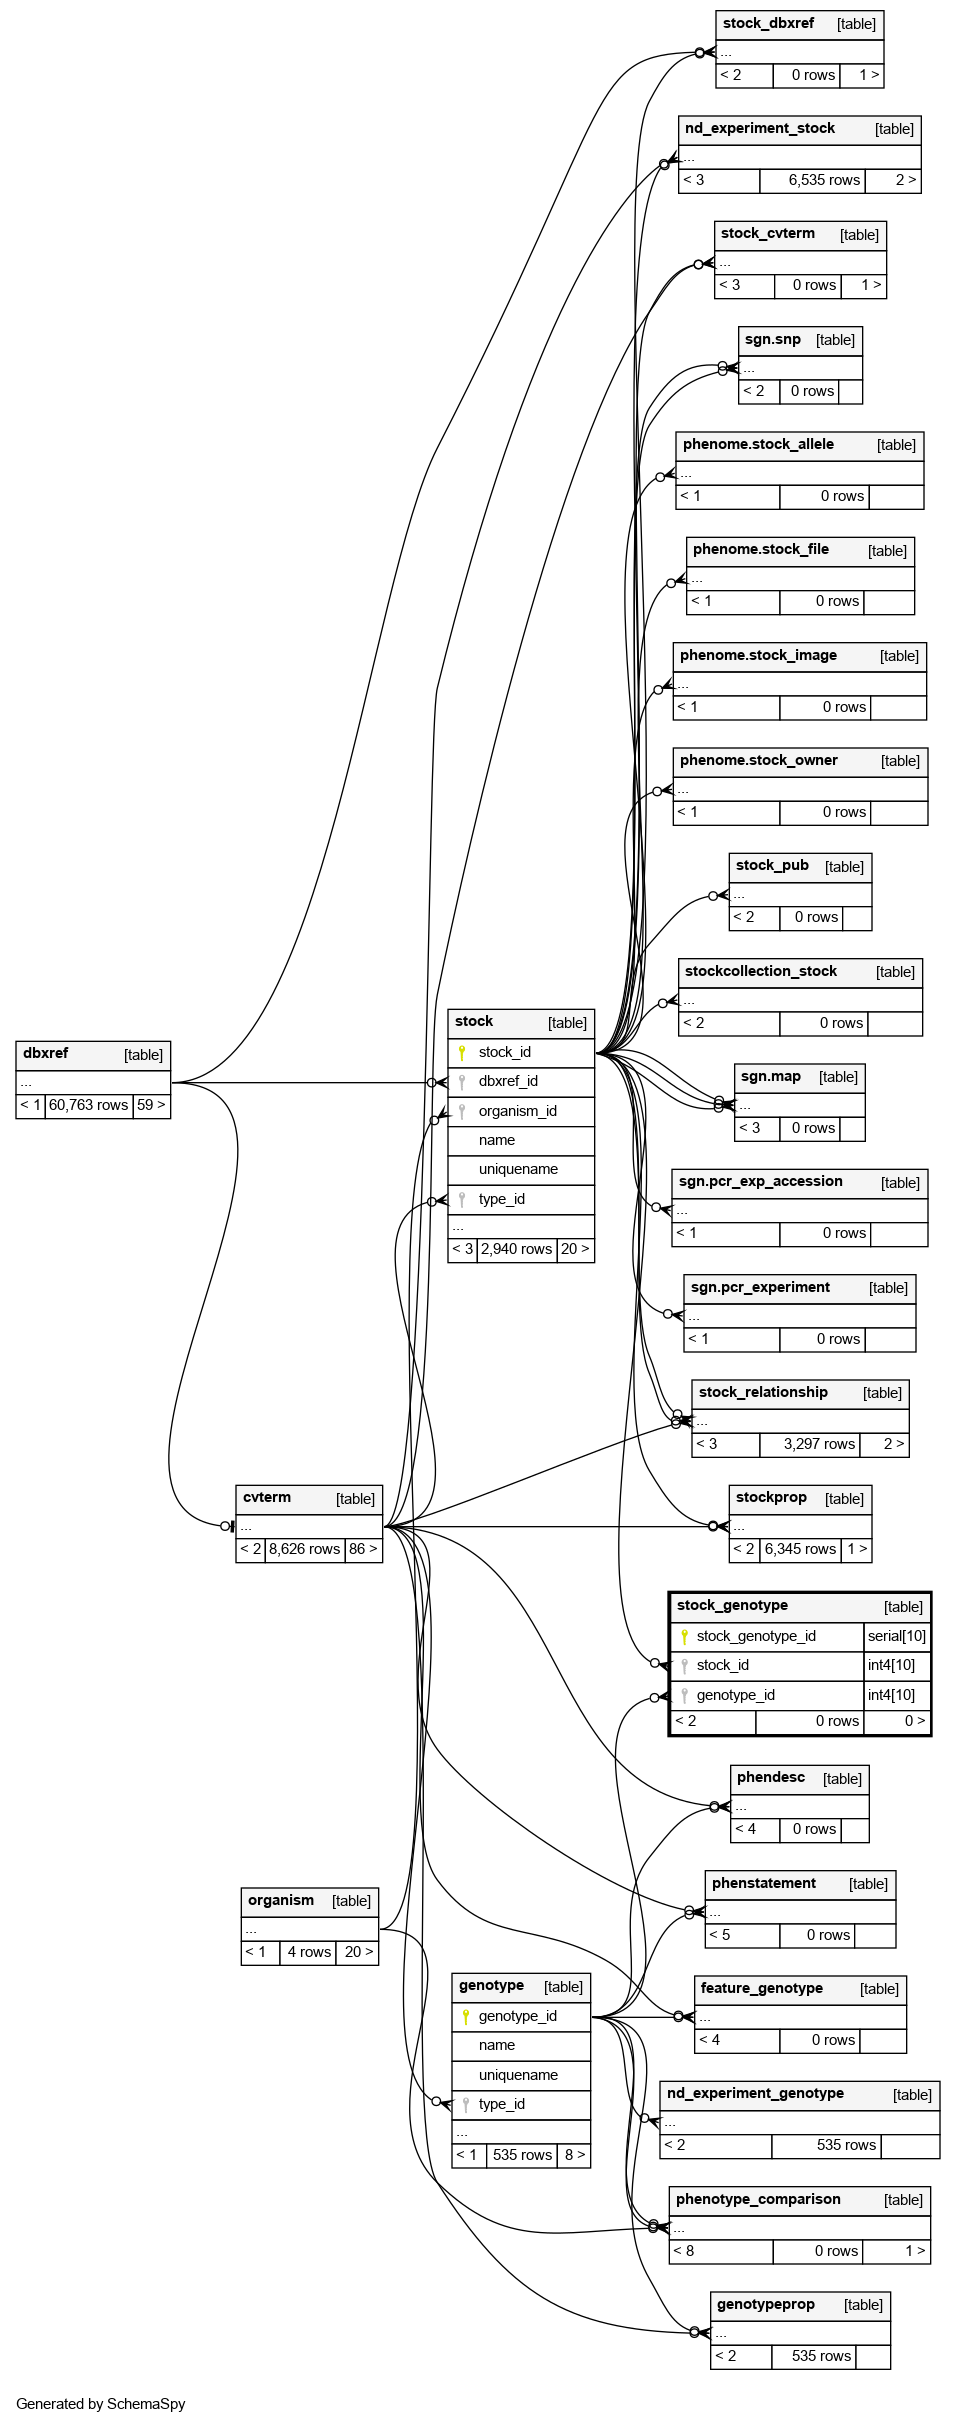 stock_dbxref [table]
...
< 2 0 rows 1 >
nd_experiment_stock [table]
...
< 3 6,535 rows 2 >
stock_cvterm [table]
...
< 3 0 rows 1 >
sgn.snp [table]
...
< 2 0 rows
phenome.stock_allele [table]
...
< 1 0 rows
phenome.stock_file [table]
...
< 1 0 rows
phenome.stock_image [table]
...
< 1 0 rows
phenome.stock_owner [table]
...
< 1 0 rows
stock_pub [table]
...
< 2 0 rows
stockcollection_stock [table]
...
< 2 0 rows
stock [table]
stock_id
dbxref_id
organism_id
name
uniquename
type_id
...
< 3 2,940 rows 20 >
dbxref [table]
...
< 1 60,763 rows 59 >
sgn.map [table]
...
< 3 0 rows
sgn.pcr_exp_accession [table]
...
< 1 0 rows
sgn.pcr_experiment [table]
...
< 1 0 rows
stock_relationship [table]
...
< 3 3,297 rows 2 >
cvterm [table]
...
< 2 8,626 rows 86 >
stockprop [table]
...
< 2 6,345 rows 1 >
stock_genotype [table]
stock_genotype_id serial[10]
stock_id int4[10]
genotype_id int4[10]
< 2 0 rows 0 >
phendesc [table]
...
< 4 0 rows
phenstatement [table]
...
< 5 0 rows
organism [table]
...
< 1 4 rows 20 >
feature_genotype [table]
...
< 4 0 rows
genotype [table]
genotype_id
name
uniquename
type_id
...
< 1 535 rows 8 >
nd_experiment_genotype [table]
...
< 2 535 rows
phenotype_comparison [table]
...
< 8 0 rows 1 >
genotypeprop [table]
...
< 2 535 rows
Generated by SchemaSpy